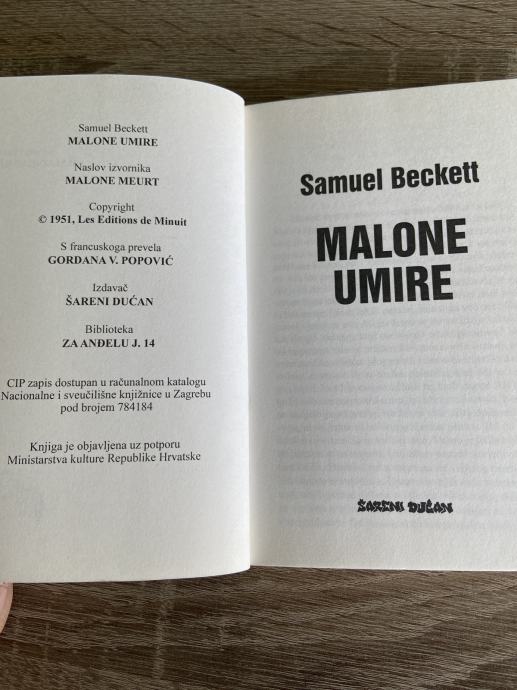 Samuel Beckett
MALONE UMIRE
Naslov izvornika
MALONE MEURT
Copyright
© 1951, Les Editions de Minuit
S francuskoga prevela
GORDANA V. POPOVIĆ
Izdavač
ŠARENI DUĆAN
Biblioteka
ZA ANĐELU J. 14
CIP zapis dostupan u računalnom katalogu
Nacionalne i sveučilišne knjižnice u Zagrebu
pod brojem 784184
Knjiga je objavljena uz potporu
Ministarstva kulture Republike Hrvatske
Samuel Beckett
MALONE
UMIRE
ŠARENI DUĆAN